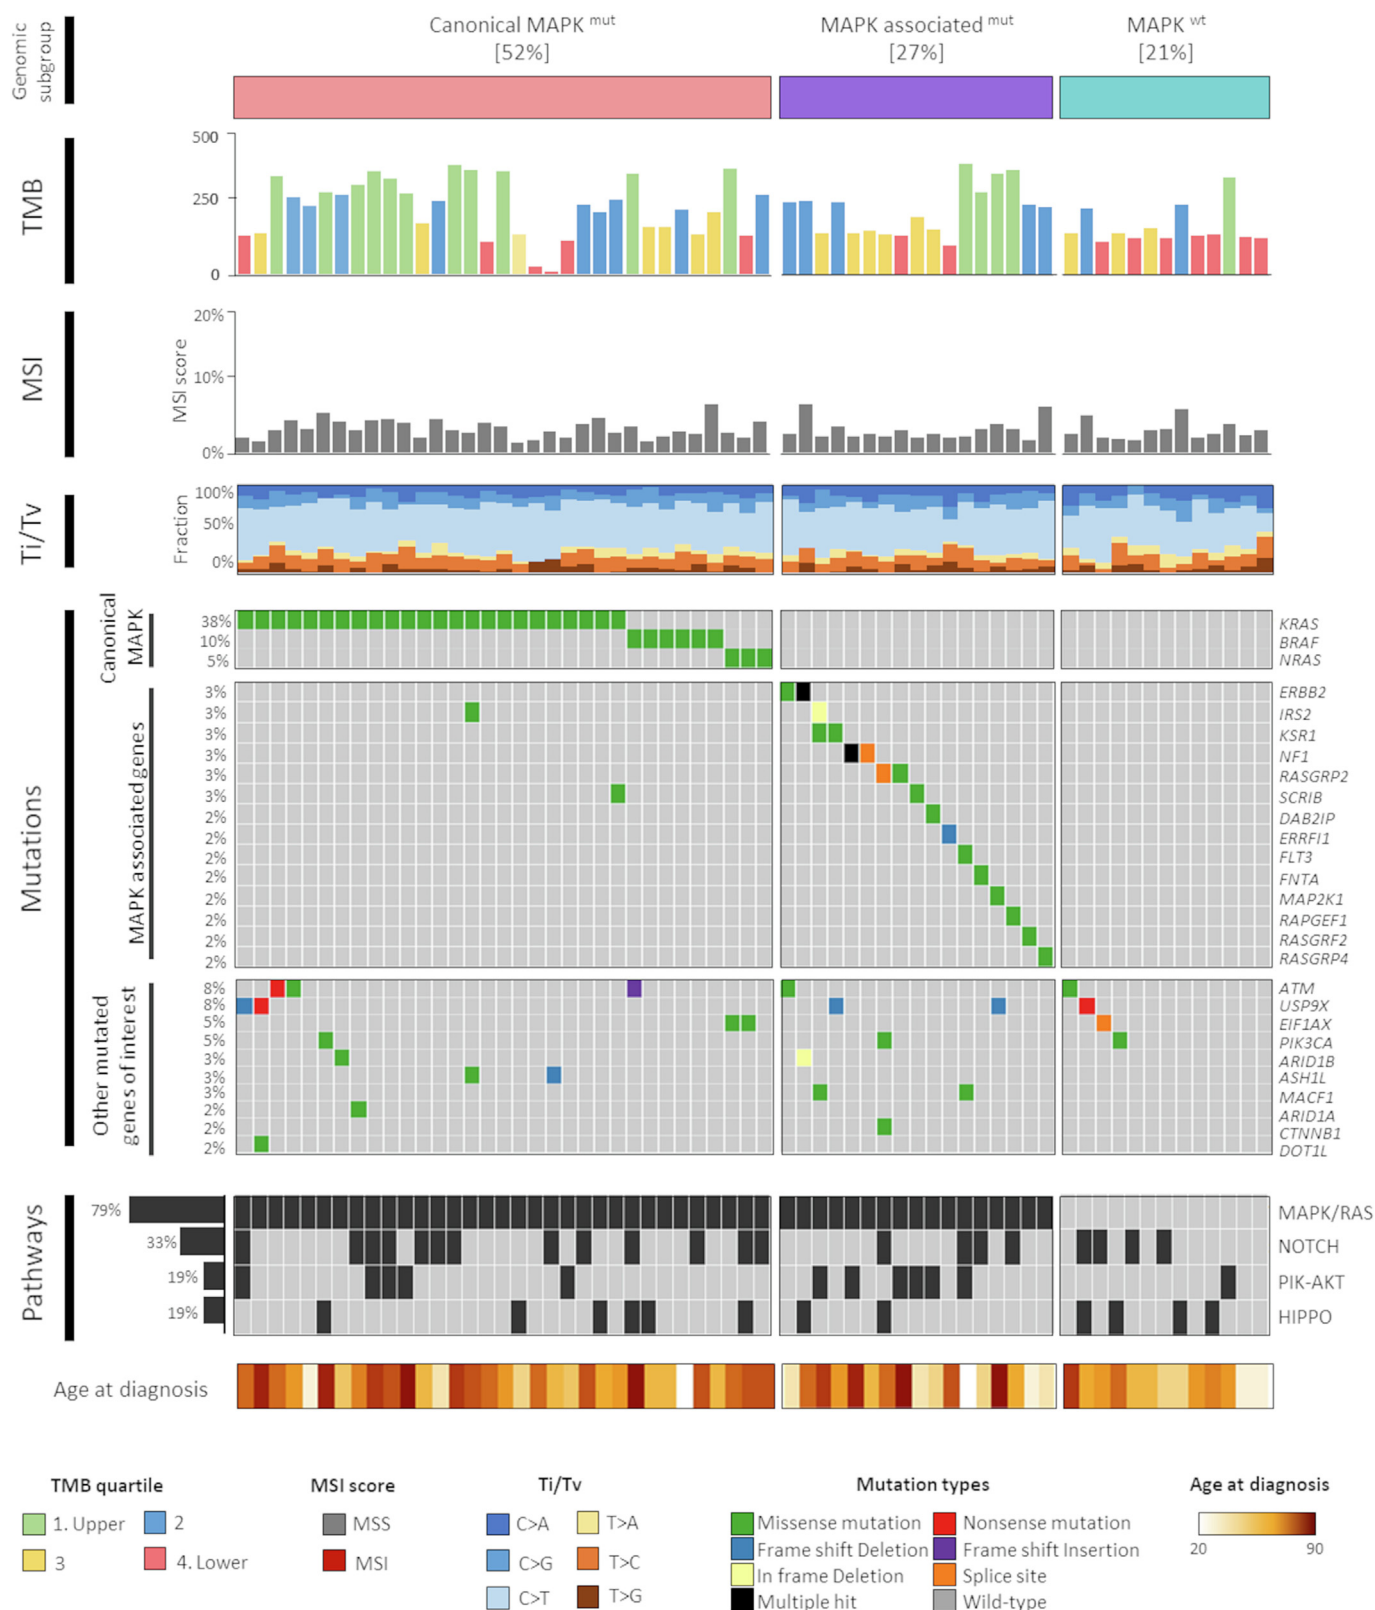 Genomic
subgroup
Canonical MAPK mut
[52%]
MAPK associated mut
[27%]
MAPK wt
[21%]
TMB
500
250
0
MSI
MSI score
20%
10%
0%
Ti/Tv
Fraction
100%
50%
0%
Mutations
Canonical
MAPK
38% KRAS
10% BRAF
5% NRAS
MAPK associated genes
3% ERBB2
3% IRS2
3% KSR1
3% NF1
3% RASGRP2
3% SCRIB
2% DAB2IP
2% ERRFI1
2% FLT3
2% FNTA
2% MAP2K1
2% RAPGEF1
2% RASGRF2
2% RASGRP4
Other mutated
genes of interest
8% ATM
8% USP9X
5% EIF1AX
5% PIK3CA
3% ARID1B
3% ASH1L
3% MACF1
2% ARID1A
2% CTNNB1
2% DOT1L
Pathways
79% MAPK/RAS
33% NOTCH
19% PIK-AKT
19% HIPPO
Age at diagnosis
TMB quartile
1. Upper
2
3
4. Lower
MSI score
MSS
MSI
Ti/Tv
C>A
T>A
C>G
T>C
C>T
T>G
Mutation types
Missense mutation
Nonsense mutation
Frame shift Deletion
Frame shift Insertion
In frame Deletion
Splice site
Multiple hit
Wild-type
Age at diagnosis
20
90